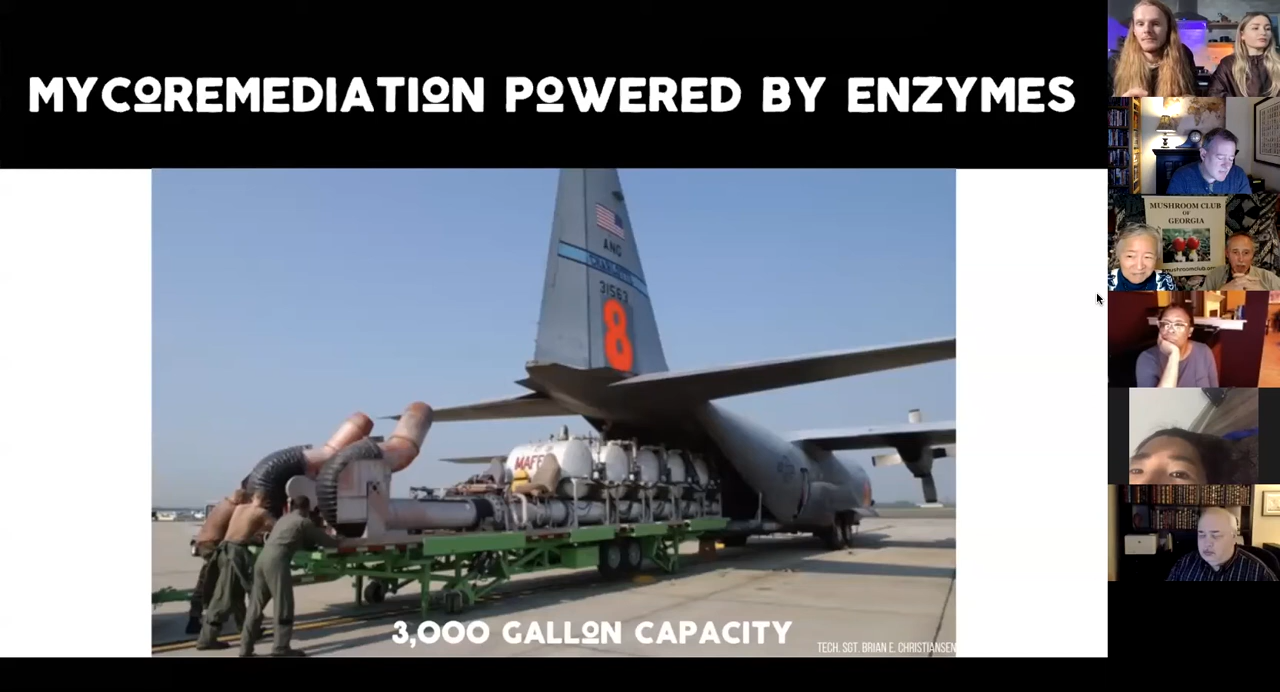 MYCOREMEDIATION POWERED BY ENZYMES
ANG
CHARLOTTE
31563
8
MAFF
3,000 GALLON CAPACITY
TECH. SGT. BRIAN E. CHRISTIANSEN
MUSHROOM CLUB
OF
GEORGIA